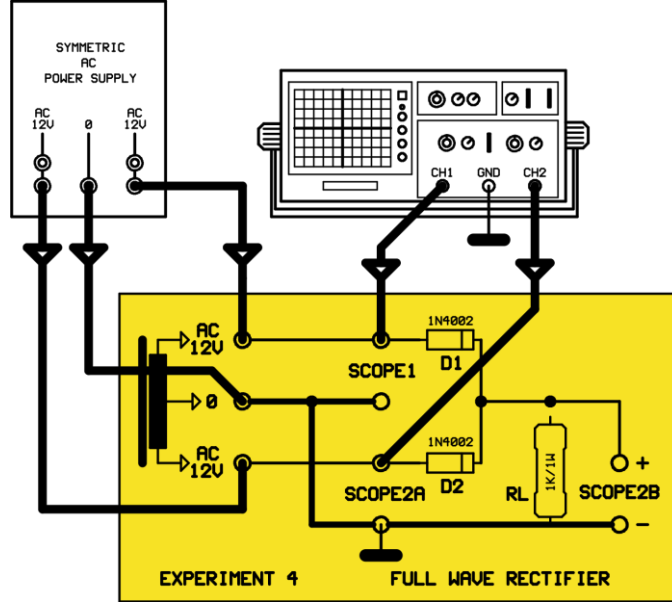 SYMMETRIC
AC
POWER SUPPLY
AC
12V
0
AC
12V
CH1
GND
CH2
AC
12V
1N4002
D1
SCOPE1
0
AC
12V
1N4002
D2
SCOPE2A
RL
1K/1W
+
SCOPE2B
-
EXPERIMENT 4
FULL WAVE RECTIFIER